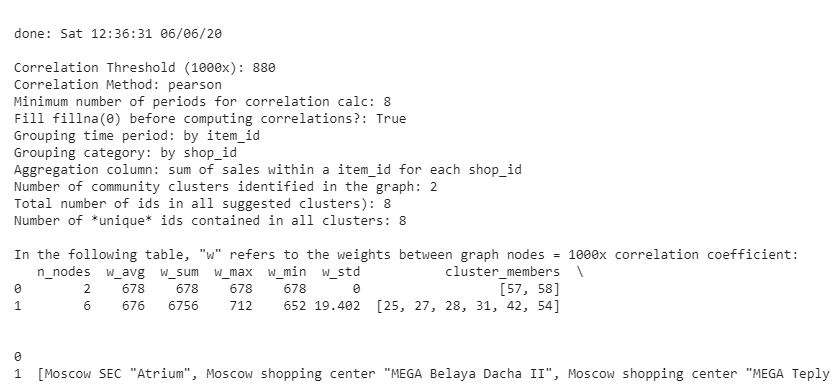 done: Sat 12:36:31 06/06/20
Correlation Threshold (1000x): 880
Correlation Method: pearson
Minimum number of periods for correlation calc: 8
Fill fillna(0) before computing correlations?: True
Grouping time period: by item_id
Grouping category: by shop_id
Aggregation column: sum of sales within a item_id for each shop_id
Number of community clusters identified in the graph: 2
Total number of ids in all suggested clusters): 8
Number of *unique* ids contained in all clusters: 8
In the following table, "w" refers to the weights between graph nodes = 1000x correlation coefficient:
n_nodes w_avg w_sum w_max w_min w_std cluster_members \
0 2 678 678 678 678 0 [57, 58]
1 6 676 6756 712 652 19.402 [25, 27, 28, 31, 42, 54]
0
1 [Moscow SEC "Atrium", Moscow shopping center "MEGA Belaya Dacha II", Moscow shopping center "MEGA Teply